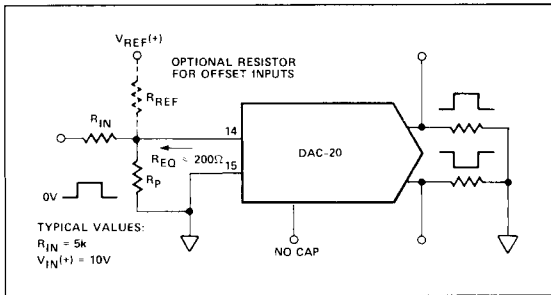 VREF(+)
OPTIONAL RESISTOR
FOR OFFSET INPUTS
RREF
RIN
14
REQ ≈ 200Ω
15
DAC-20
RP
0V
TYPICAL VALUES:
RIN = 5k
VIN(+) = 10V
NO CAP